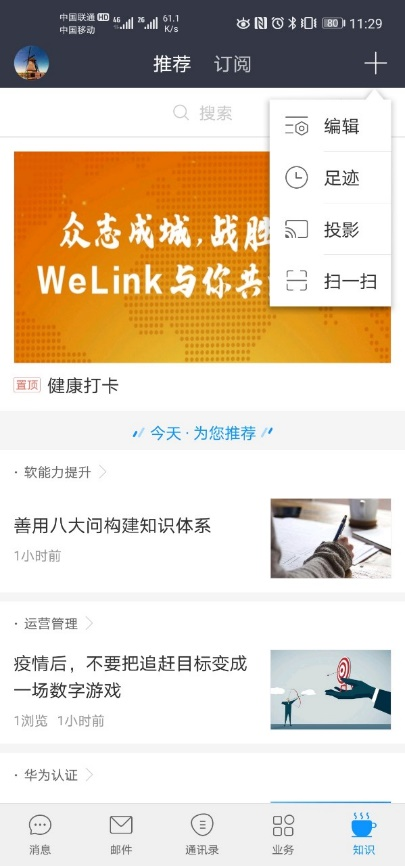 中国联通 HD 4G 2G 61.1 K/s 80 11:29
中国移动
推荐 订阅
搜索
编辑
足迹
投影
扫一扫
众志成城,战胜
WeLink与你共
置顶 健康打卡
今天·为您推荐
· 软能力提升
善用八大问构建知识体系
1小时前
· 运营管理
疫情后，不要把追赶目标变成
一场数字游戏
1浏览 1小时前
· 华为认证
消息 邮件 通讯录 业务 知识